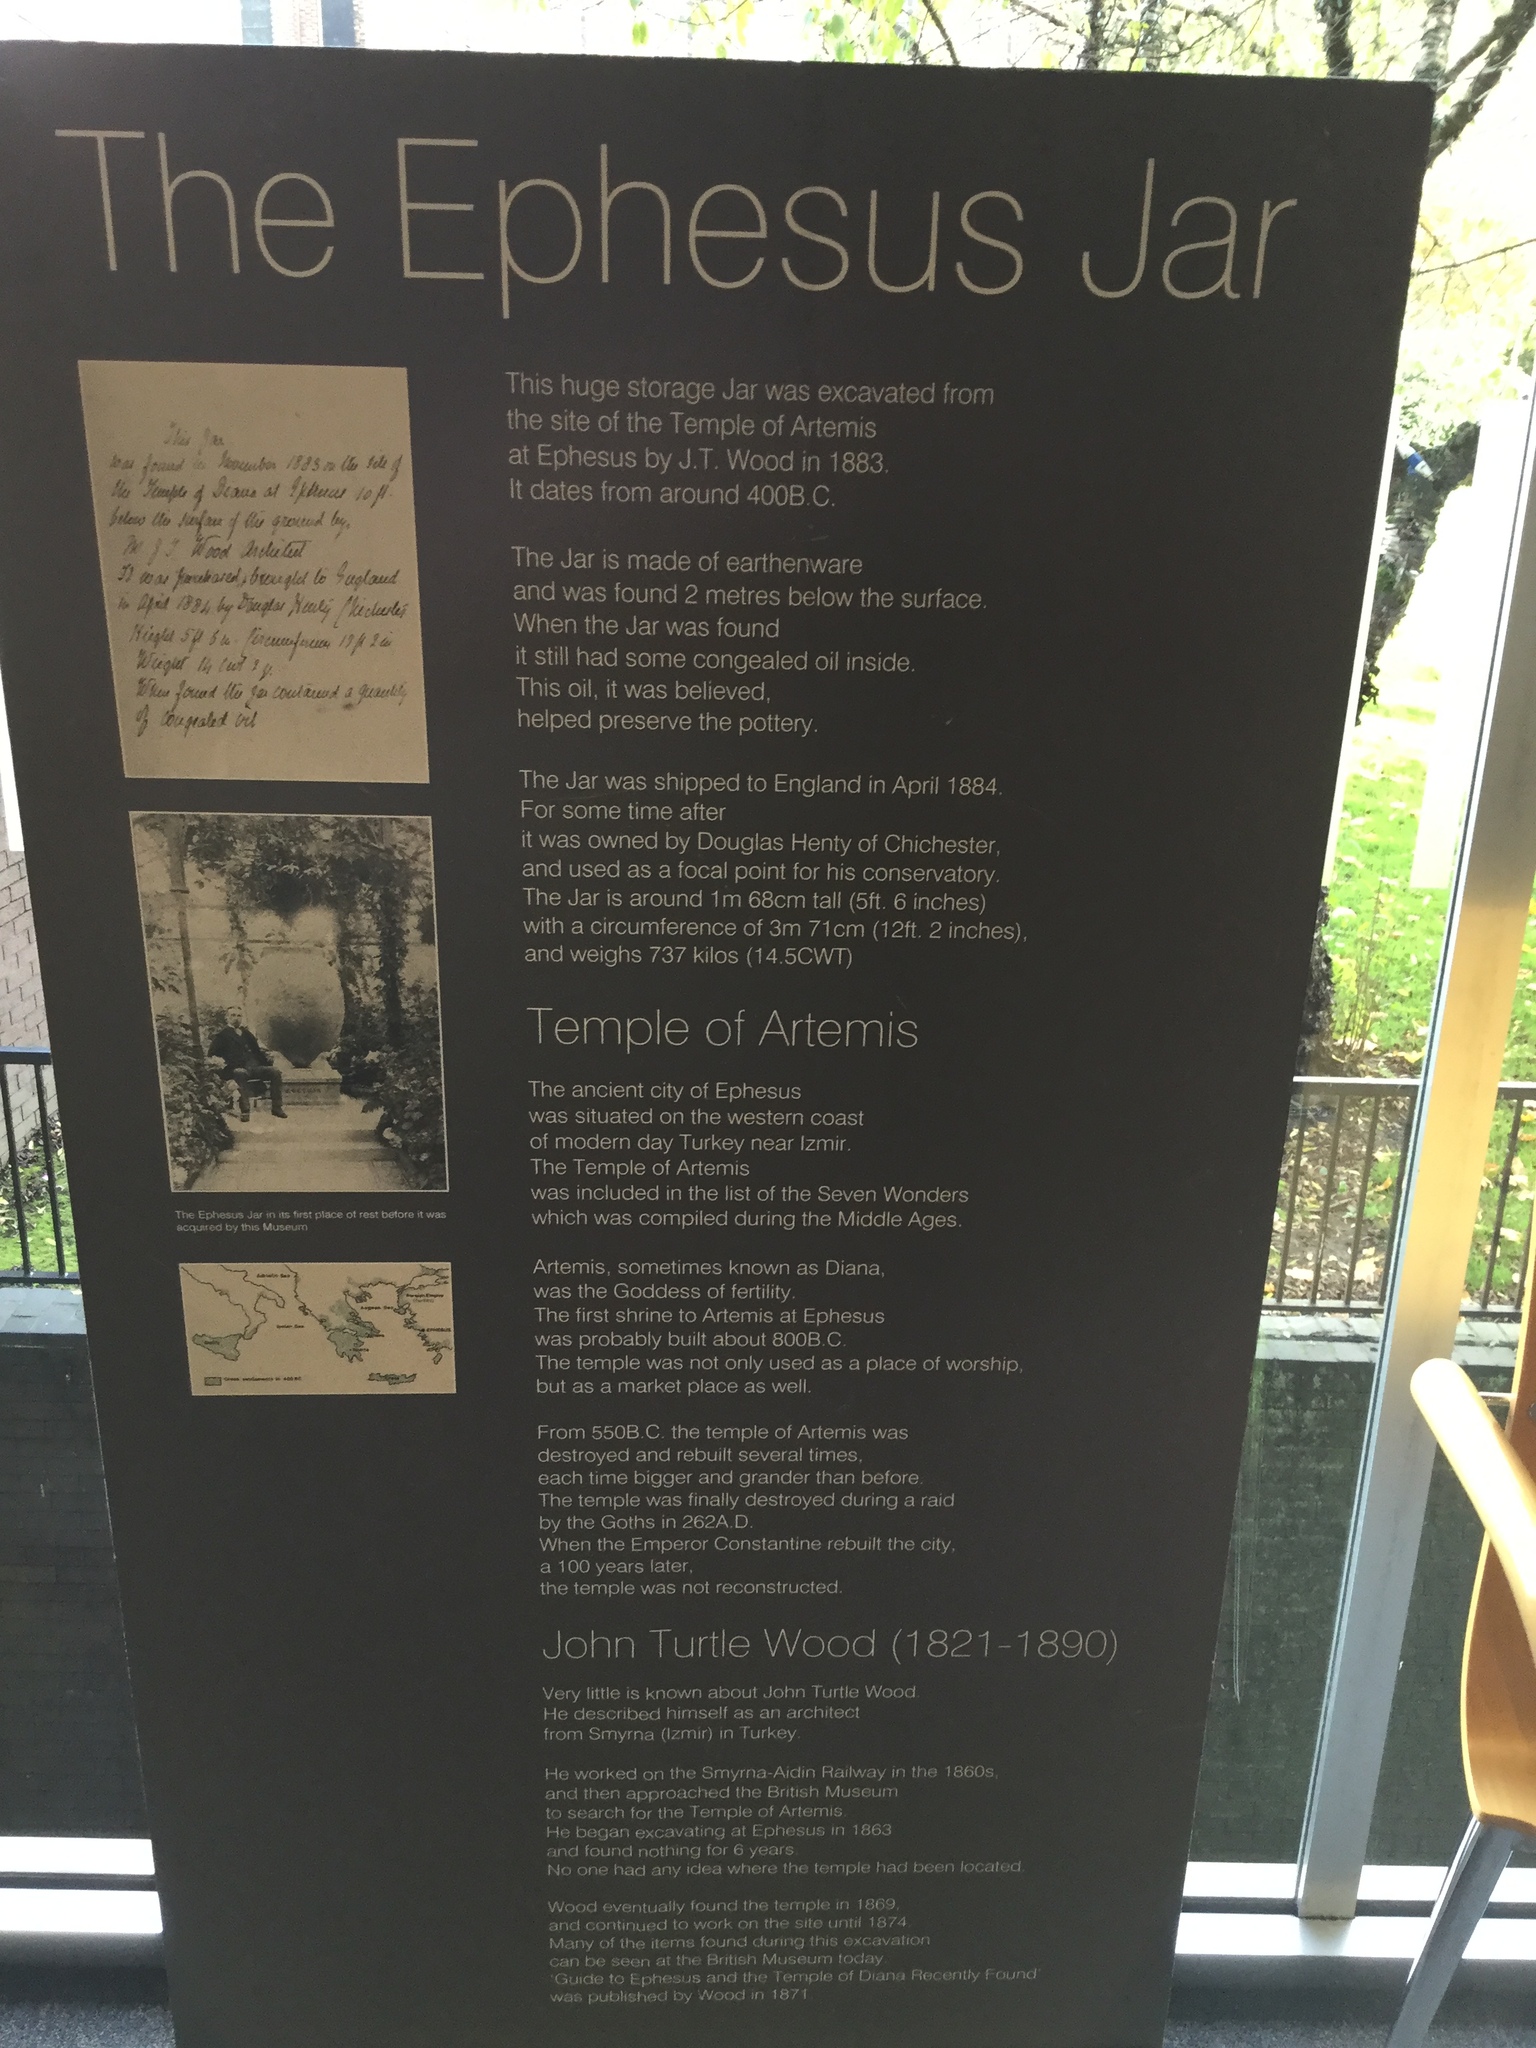 The Ephesus Jar
This Jar
was found in November 1883 on the site of
the Temple of Diana at Ephesus 10 ft.
below the surface of the ground by
Wood Architect
It was purchased & brought to England
in April 1884 by Douglas Henty Chichester
Height 5 ft 6 in Circumference
Weight 14 cwt
When found the Jar contained a quantity
of congealed oil
This huge storage Jar was excavated from
the site of the Temple of Artemis
at Ephesus by J.T. Wood in 1883.
It dates from around 400B.C.
The Jar is made of earthenware
and was found 2 metres below the surface.
When the Jar was found
it still had some congealed oil inside.
This oil, it was believed,
helped preserve the pottery.
The Jar was shipped to England in April 1884.
For some time after
it was owned by Douglas Henty of Chichester,
and used as a focal point for his conservatory.
The Jar is around 1m 68cm tall (5ft. 6 inches)
with a circumference of 3m 71cm (12ft. 2 inches),
and weighs 737 kilos (14.5CWT)
The Ephesus Jar in its first place of rest before it was
acquired by this Museum
Adriatic Sea
Aegean Sea
Ionian Sea
Temple of Artemis
The ancient city of Ephesus
was situated on the western coast
of modern day Turkey near Izmir.
The Temple of Artemis
was included in the list of the Seven Wonders
which was compiled during the Middle Ages.
Artemis, sometimes known as Diana,
was the Goddess of fertility.
The first shrine to Artemis at Ephesus
was probably built about 800B.C.
The temple was not only used as a place of worship,
but as a market place as well.
From 550B.C. the temple of Artemis was
destroyed and rebuilt several times,
each time bigger and grander than before.
The temple was finally destroyed during a raid
by the Goths in 262A.D.
When the Emperor Constantine rebuilt the city,
a 100 years later,
the temple was not reconstructed.
John Turtle Wood (1821-1890)
Very little is known about John Turtle Wood.
He described himself as an architect
from Smyrna (Izmir) in Turkey.
He worked on the Smyrna-Aidin Railway in the 1860s,
and then approached the British Museum
to search for the Temple of Artemis.
He began excavating at Ephesus in 1863
and found nothing for 6 years.
No one had any idea where the temple had been located.
Wood eventually found the temple in 1869,
and continued to work on the site until 1874.
Many of the items found during this excavation
can be seen at the British Museum today.
'Guide to Ephesus and the Temple of Diana Recently Found'
was published by Wood in 1871